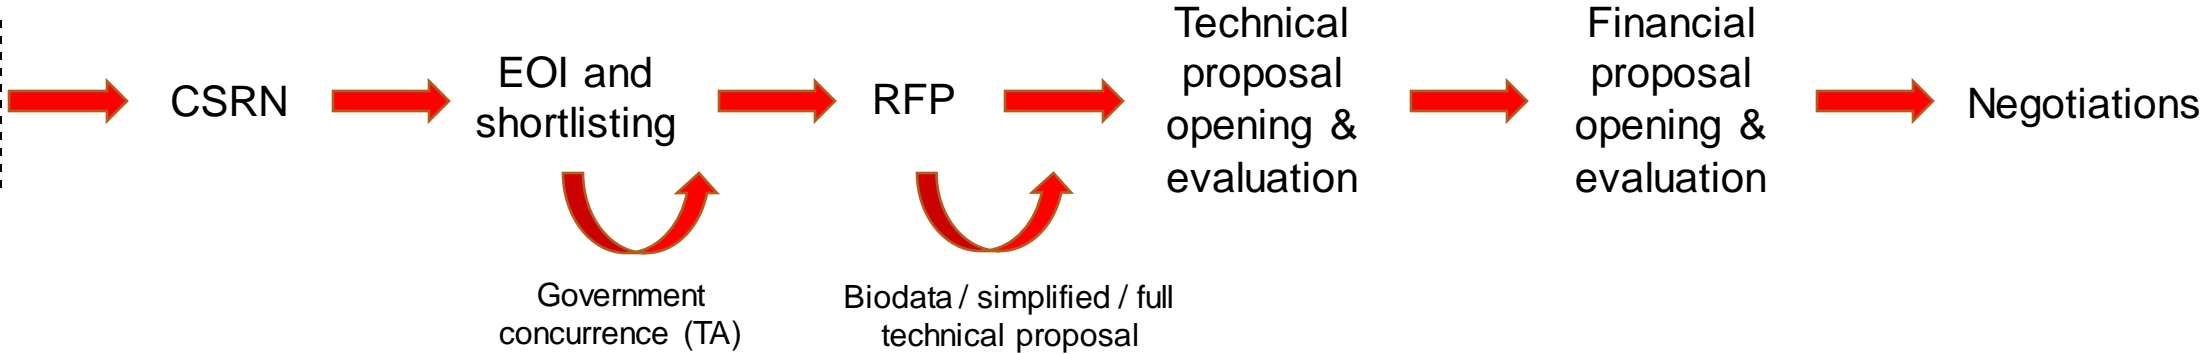 CSRN
EOI and
shortlisting
RFP
Technical
proposal
opening &
evaluation
Financial
proposal
opening &
evaluation
Negotiations
Government
concurrence (TA)
Biodata / simplified / full
technical proposal